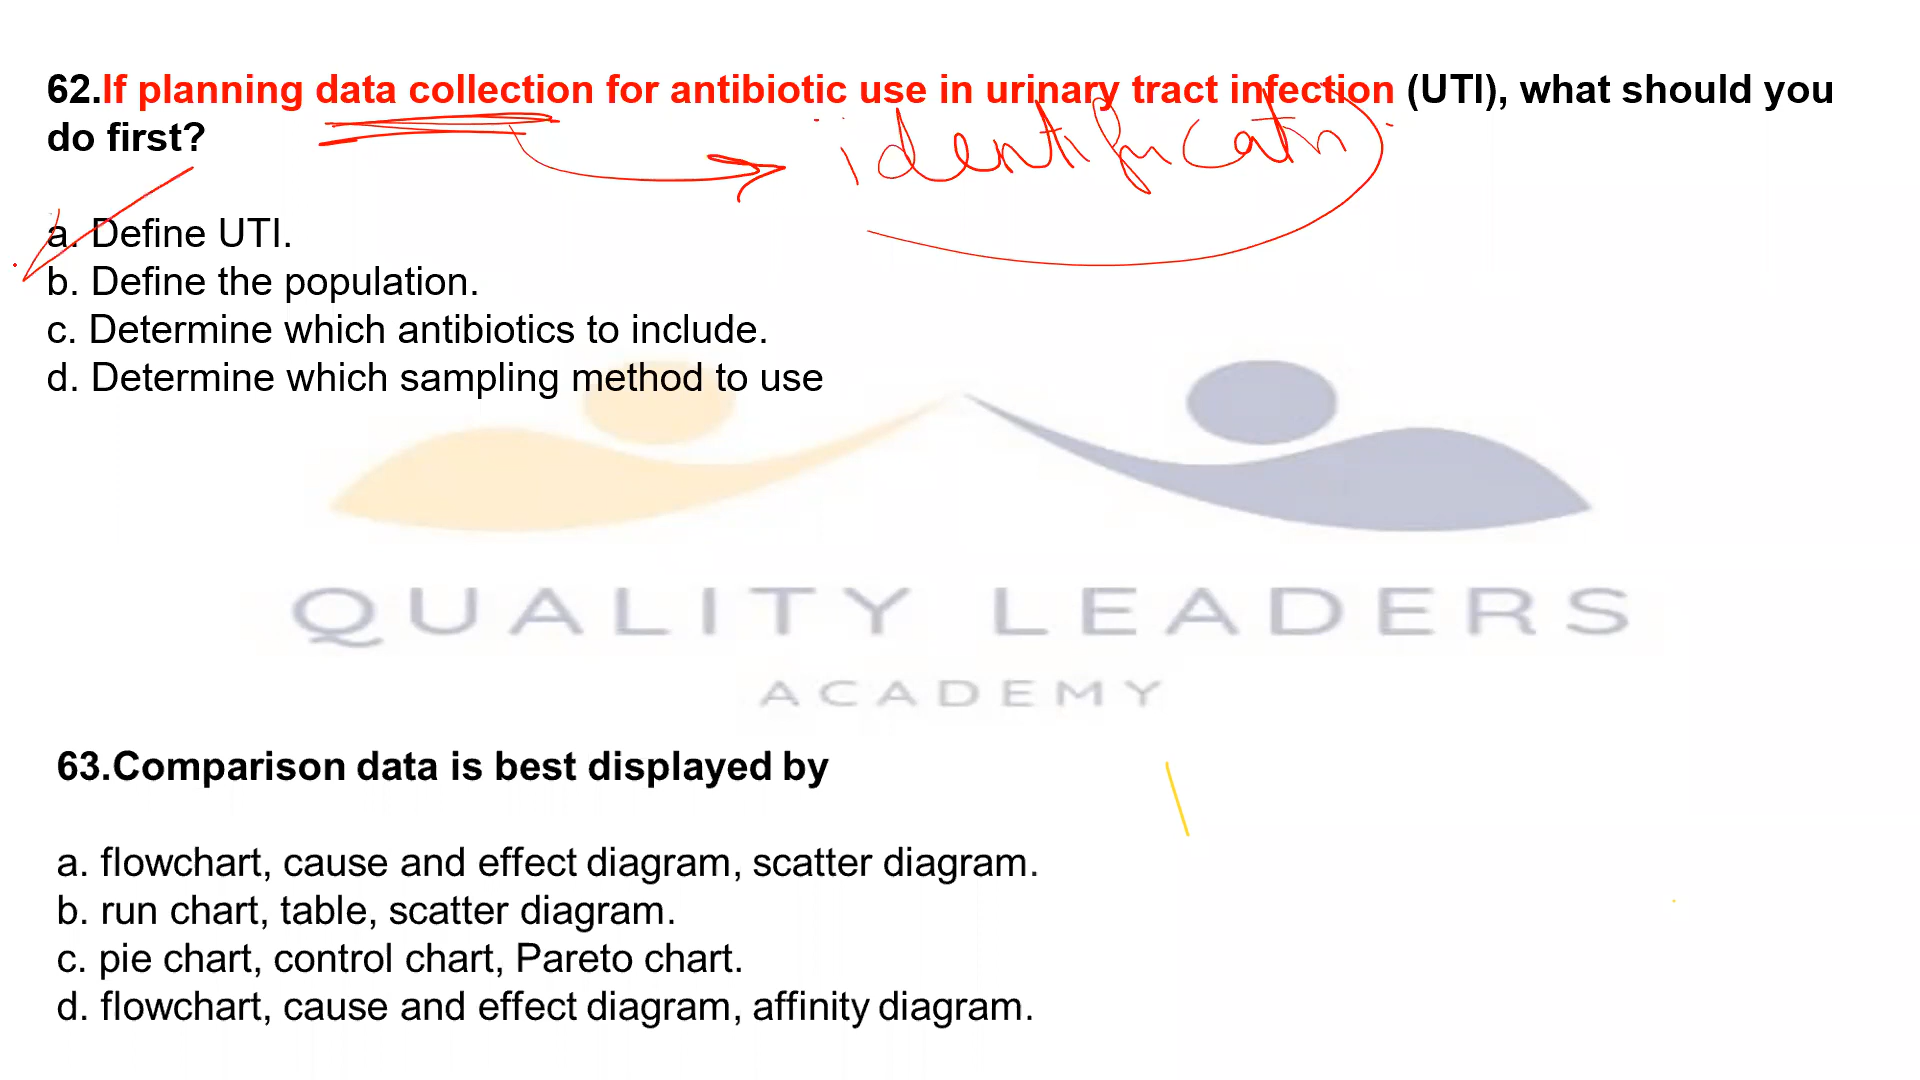 62.If planning data collection for antibiotic use in urinary tract infection (UTI), what should you
do first?
identification
a. Define UTI.
b. Define the population.
c. Determine which antibiotics to include.
d. Determine which sampling method to use
QUALITY LEADERS
ACADEMY
63.Comparison data is best displayed by
a. flowchart, cause and effect diagram, scatter diagram.
b. run chart, table, scatter diagram.
c. pie chart, control chart, Pareto chart.
d. flowchart, cause and effect diagram, affinity diagram.